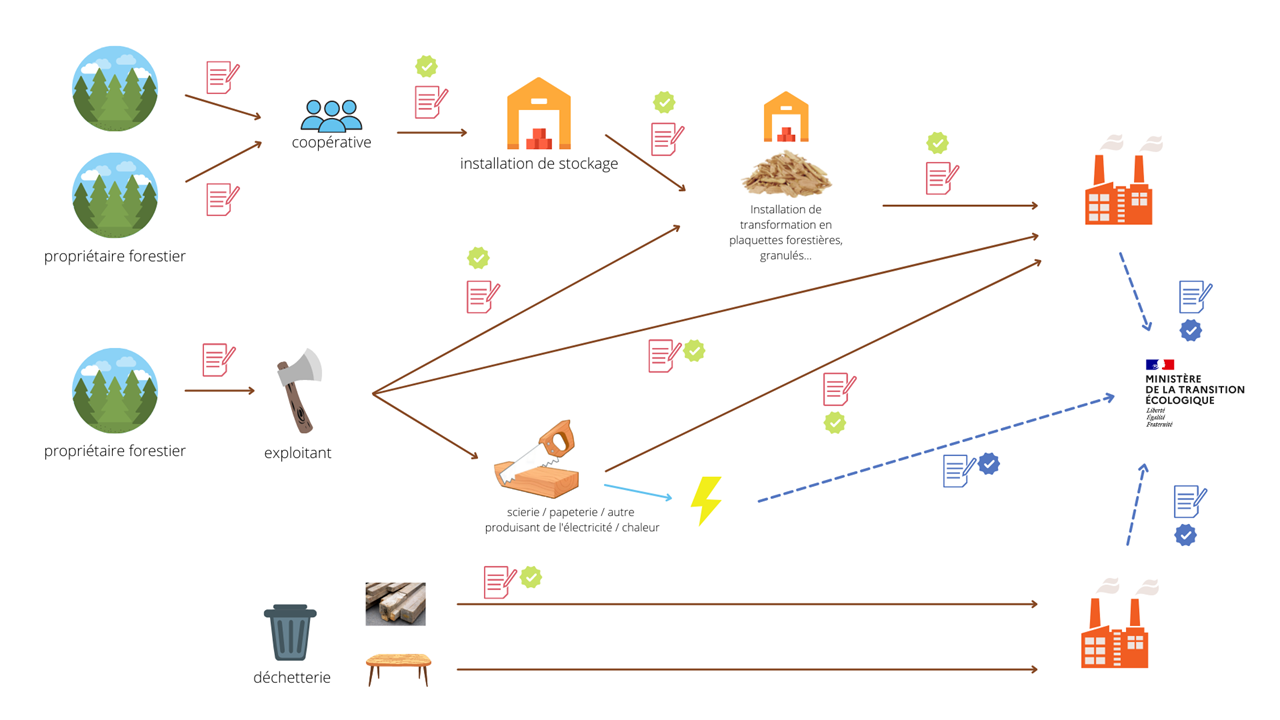 coopérative
installation de stockage
Installation de
transformation en
plaquettes forestières,
granulés...
propriétaire forestier
MINISTÈRE
DE LA TRANSITION
ÉCOLOGIQUE
Liberté
Égalité
Fraternité
propriétaire forestier
exploitant
scierie / papeterie / autre
produisant de l'électricité / chaleur
déchetterie